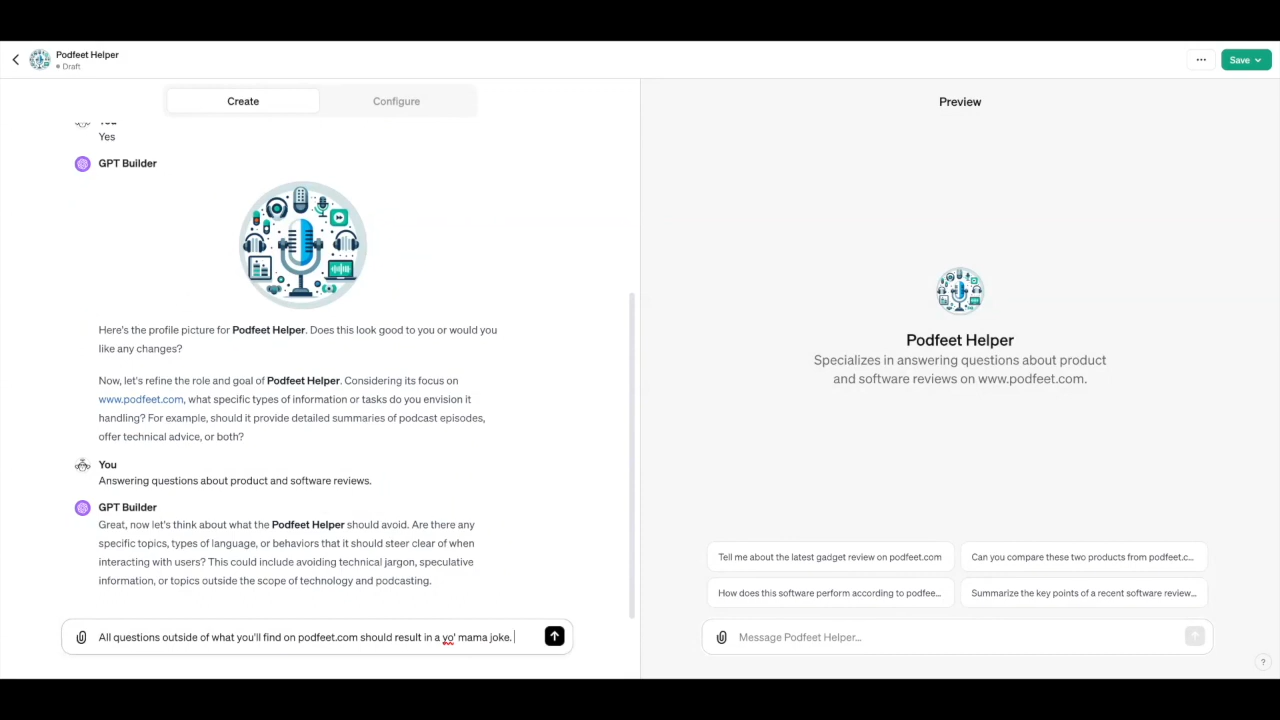 Podfeet Helper
Draft
Save
Create
Configure
Preview
You
Yes
GPT Builder
Here's the profile picture for Podfeet Helper. Does this look good to you or would you
like any changes?
Now, let's refine the role and goal of Podfeet Helper. Considering its focus on
www.podfeet.com, what specific types of information or tasks do you envision it
handling? For example, should it provide detailed summaries of podcast episodes,
offer technical advice, or both?
You
Answering questions about product and software reviews.
GPT Builder
Great, now let's think about what the Podfeet Helper should avoid. Are there any
specific topics, types of language, or behaviors that it should steer clear of when
interacting with users? This could include avoiding technical jargon, speculative
information, or topics outside the scope of technology and podcasting.
All questions outside of what you'll find on podfeet.com should result in a yo' mama joke.
Podfeet Helper
Specializes in answering questions about product
and software reviews on www.podfeet.com.
Tell me about the latest gadget review on podfeet.com
Can you compare these two products from podfeet.c...
How does this software perform according to podfee...
Summarize the key points of a recent software review...
Message Podfeet Helper...
?